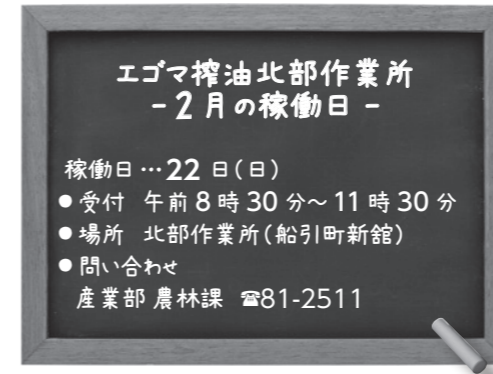 エゴマ搾油北部作業所
－2月の稼働日－
稼働日…22日(日)
●受付 午前8時30分～11時30分
●場所 北部作業所(船引町新舘)
●問い合わせ
産業部 農林課 ☎81-2511